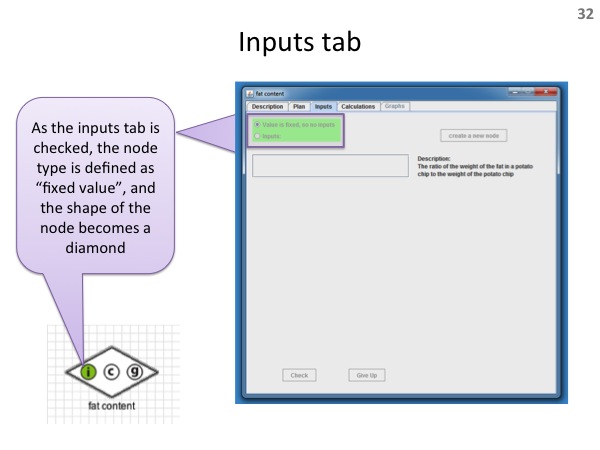 32
Inputs tab
As the inputs tab is
checked, the node
type is defined as
“fixed value”, and
the shape of the
node becomes a
diamond
fat content
Description Plan Inputs Calculations Graphs
Value is fixed, so no inputs
Inputs:
create a new node
Description:
The ratio of the weight of the fat in a potato
chip to the weight of the potato chip
Check Give Up
i c g
fat content